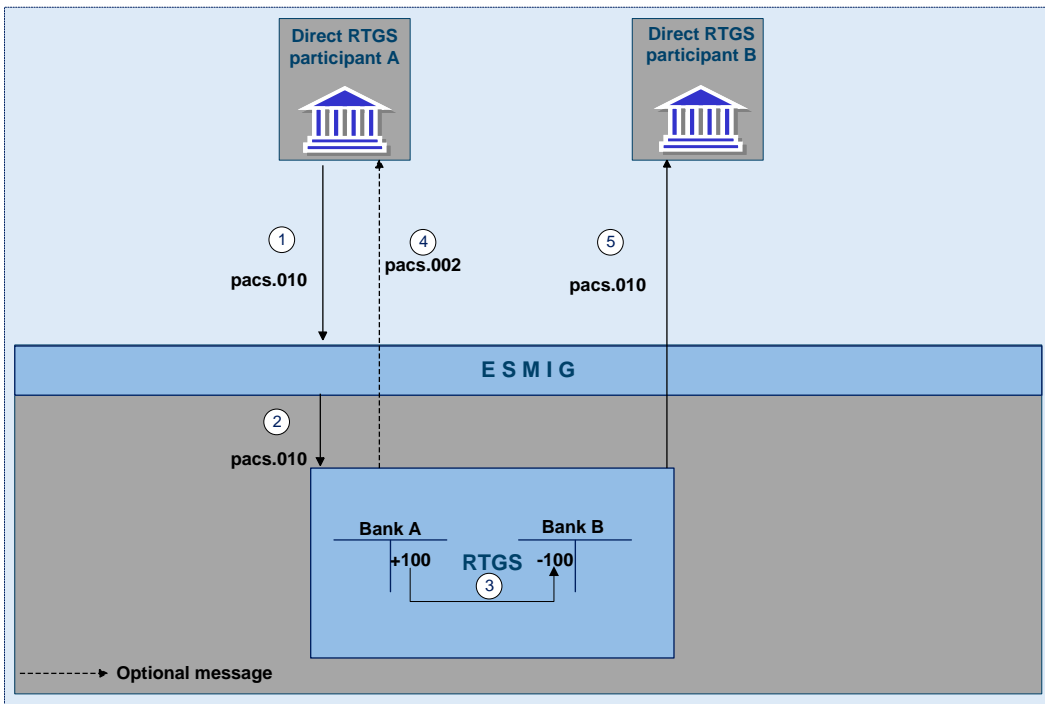 Direct RTGS
participant A
Direct RTGS
participant B
1
pacs.010
4
pacs.002
5
pacs.010
E S M I G
2
pacs.010
Bank A
Bank B
+100
RTGS
-100
3
Optional message